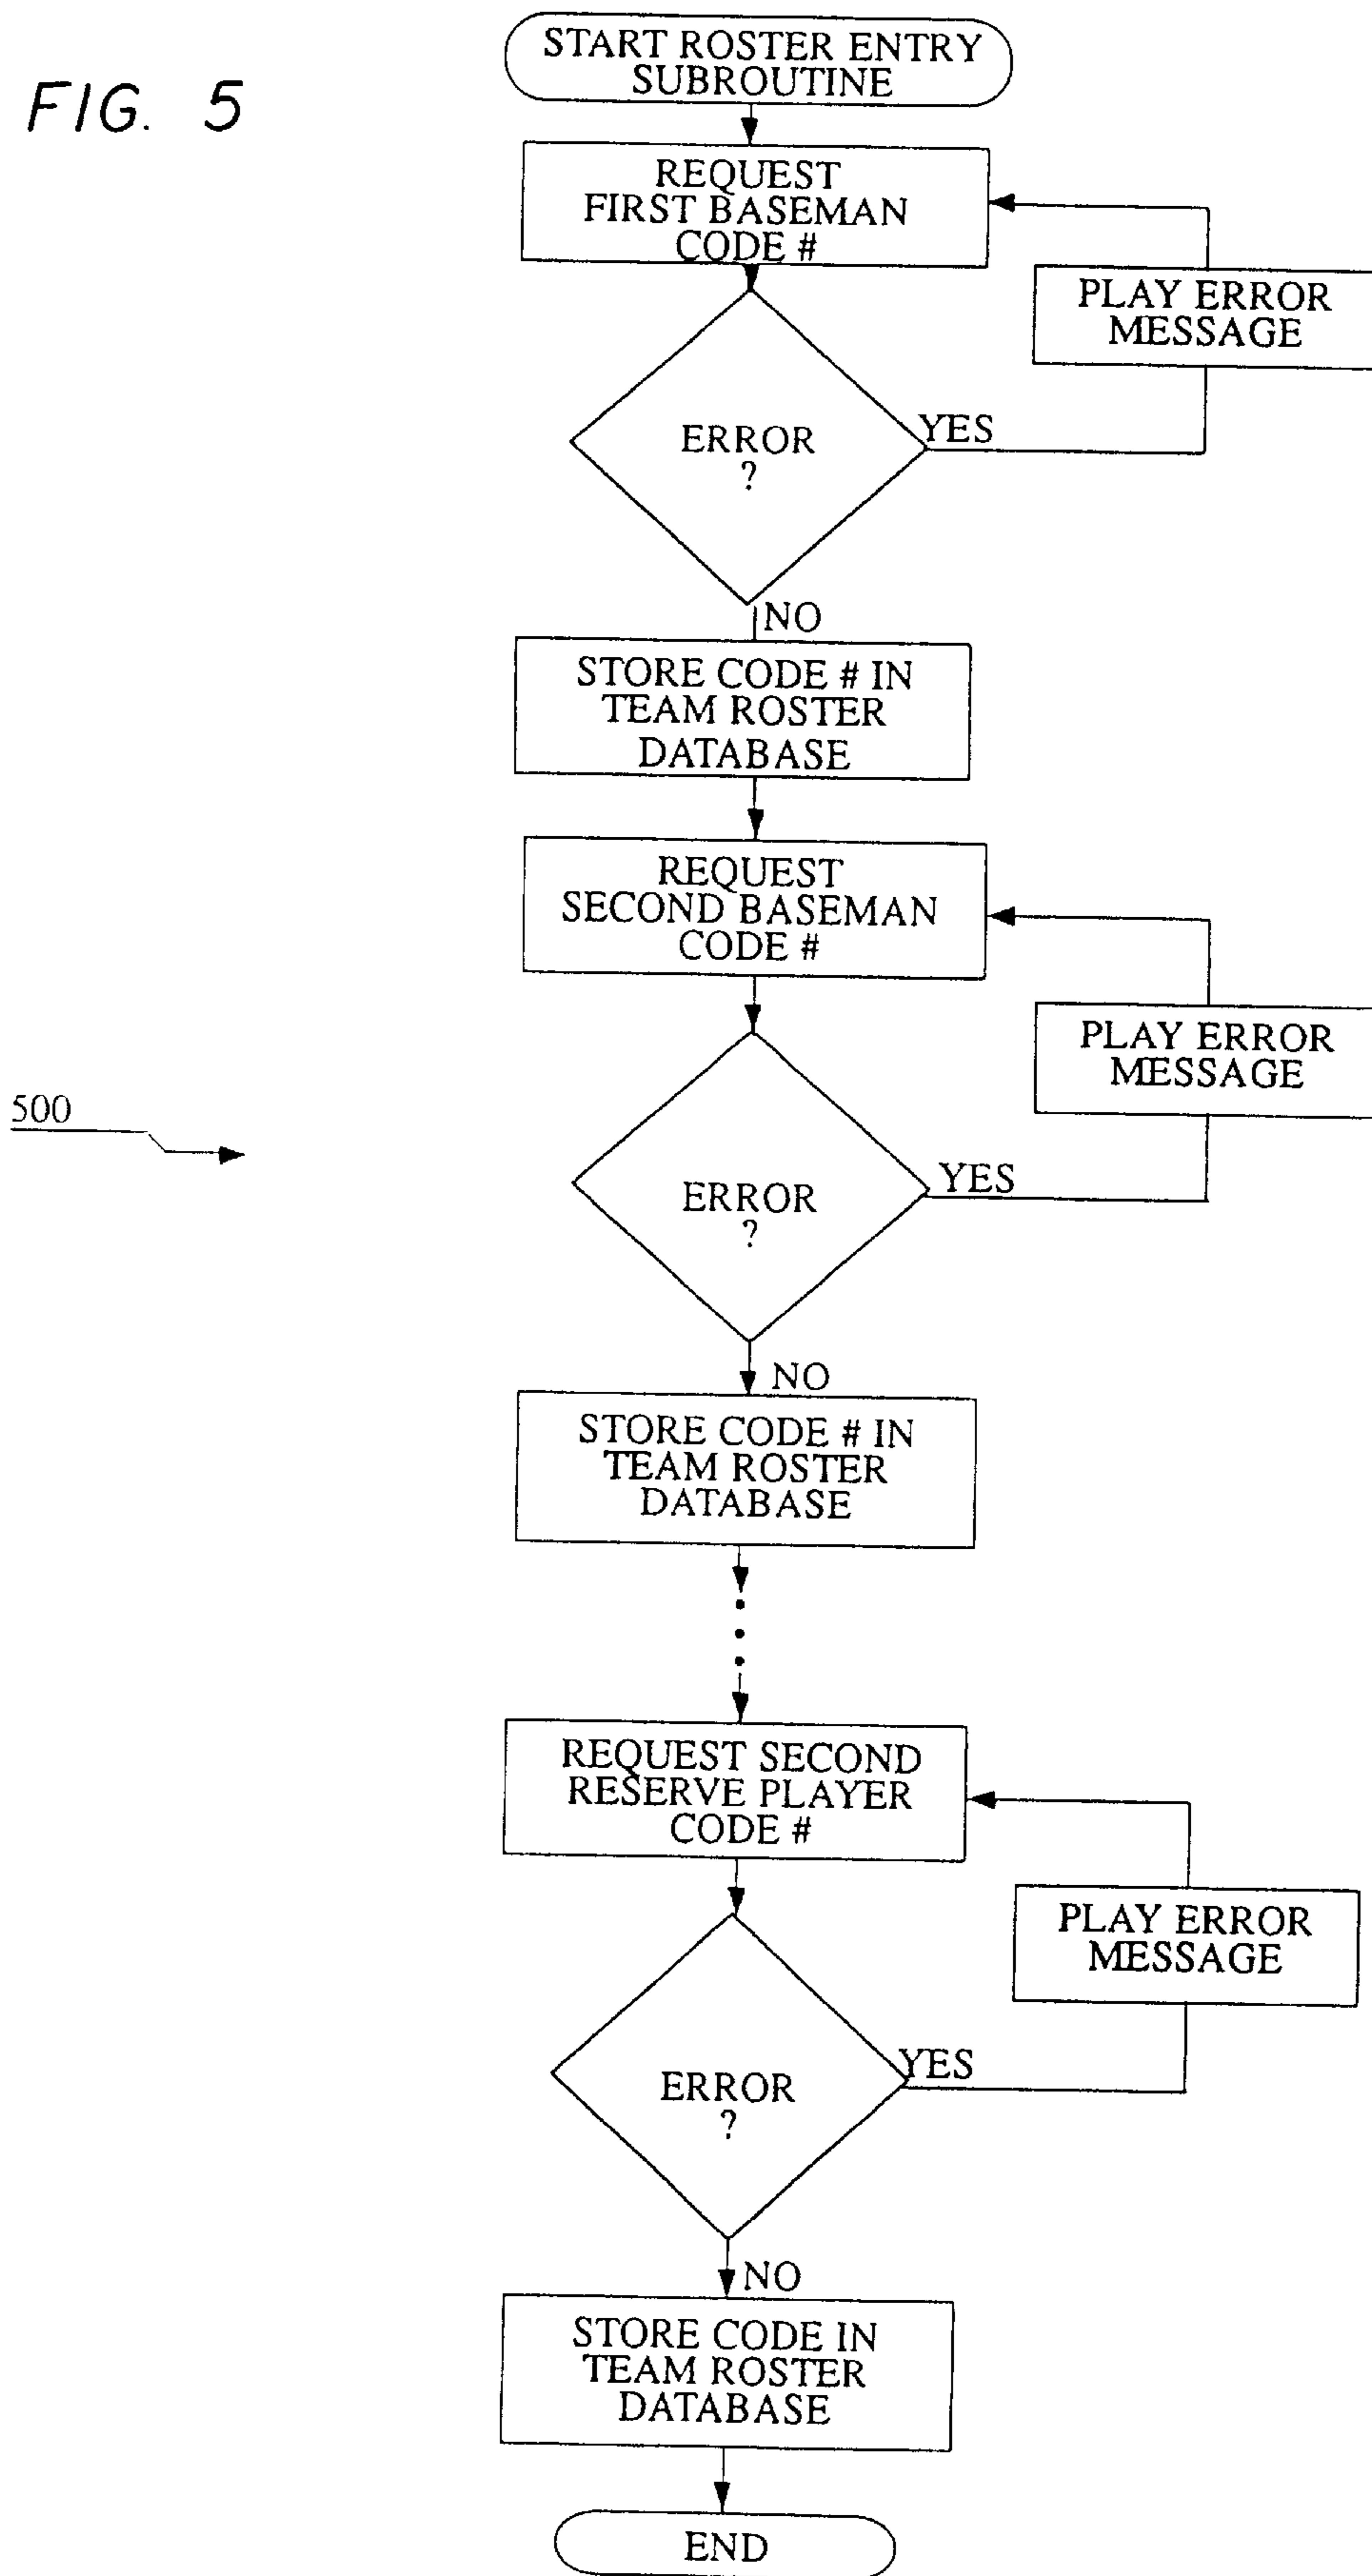 FIG. 5
START ROSTER ENTRY
SUBROUTINE
REQUEST
FIRST BASEMAN
CODE #
PLAY ERROR
MESSAGE
ERROR
?
YES
NO
STORE CODE # IN
TEAM ROSTER
DATABASE
REQUEST
SECOND BASEMAN
CODE #
PLAY ERROR
MESSAGE
500
ERROR
?
YES
NO
STORE CODE # IN
TEAM ROSTER
DATABASE
REQUEST SECOND
RESERVE PLAYER
CODE #
PLAY ERROR
MESSAGE
ERROR
?
YES
NO
STORE CODE IN
TEAM ROSTER
DATABASE
END